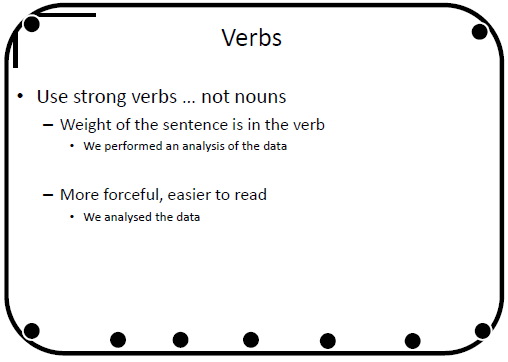 Verbs
• Use strong verbs … not nouns
– Weight of the sentence is in the verb
• We performed an analysis of the data
– More forceful, easier to read
• We analysed the data